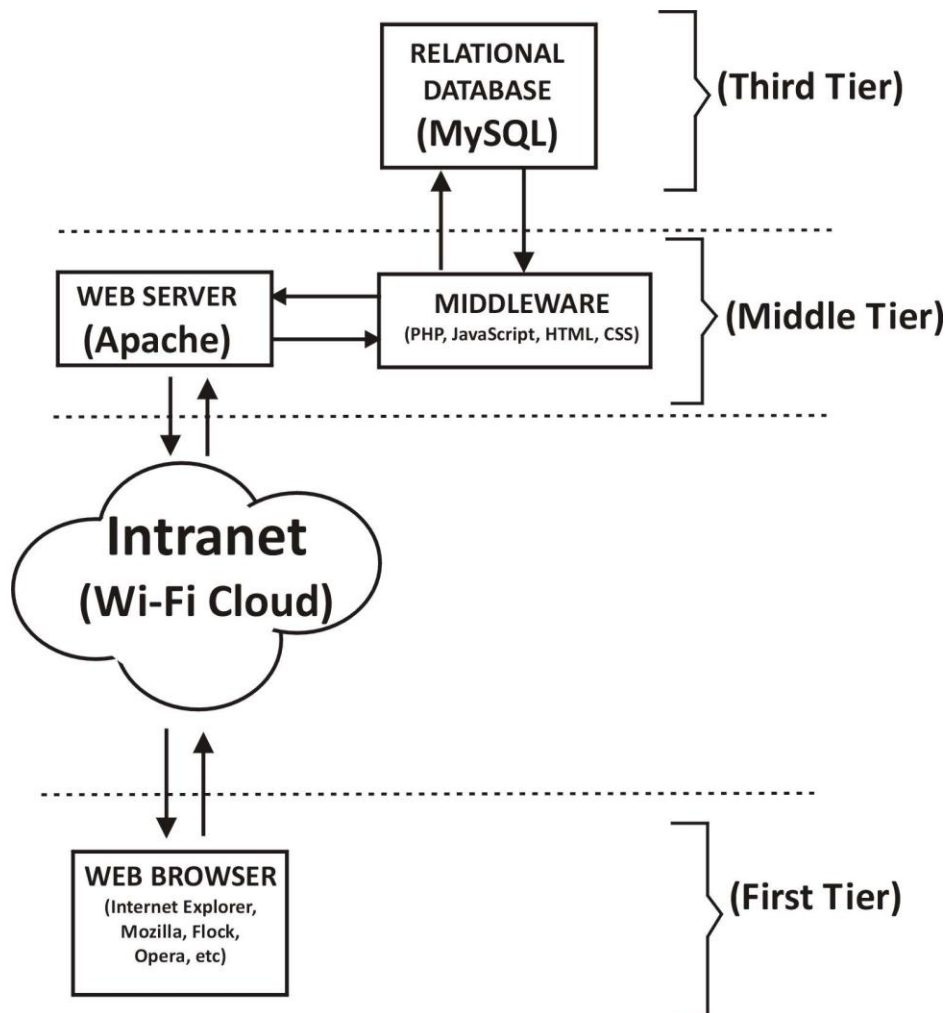 RELATIONAL
DATABASE
(MySQL)
(Third Tier)
WEB SERVER
(Apache)
MIDDLEWARE
(PHP, JavaScript, HTML, CSS)
(Middle Tier)
Intranet
(Wi-Fi Cloud)
WEB BROWSER
(Internet Explorer,
Mozilla, Flock,
Opera, etc)
(First Tier)